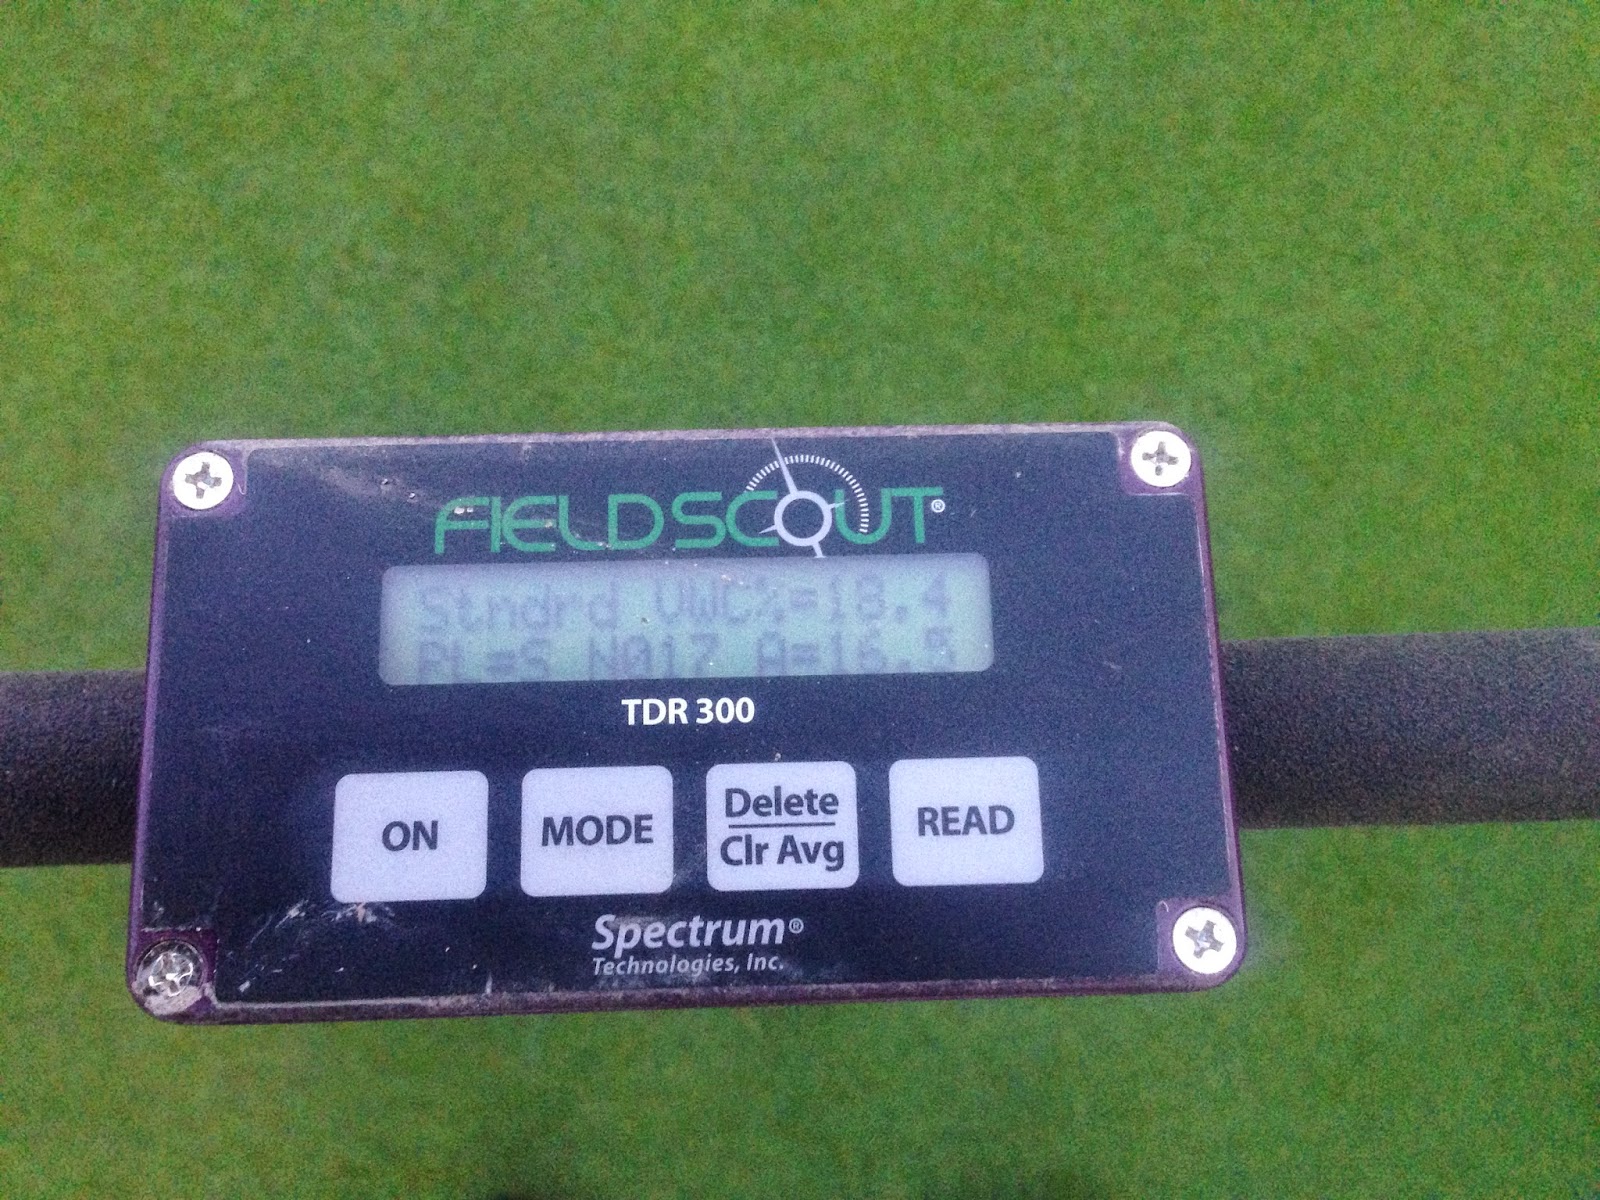 FIELDSCOUT®
Stndrd VWC%=18.4
PL=S N017 A=16.5
TDR 300
ON
MODE
Delete
Clr Avg
READ
Spectrum®
Technologies, Inc.